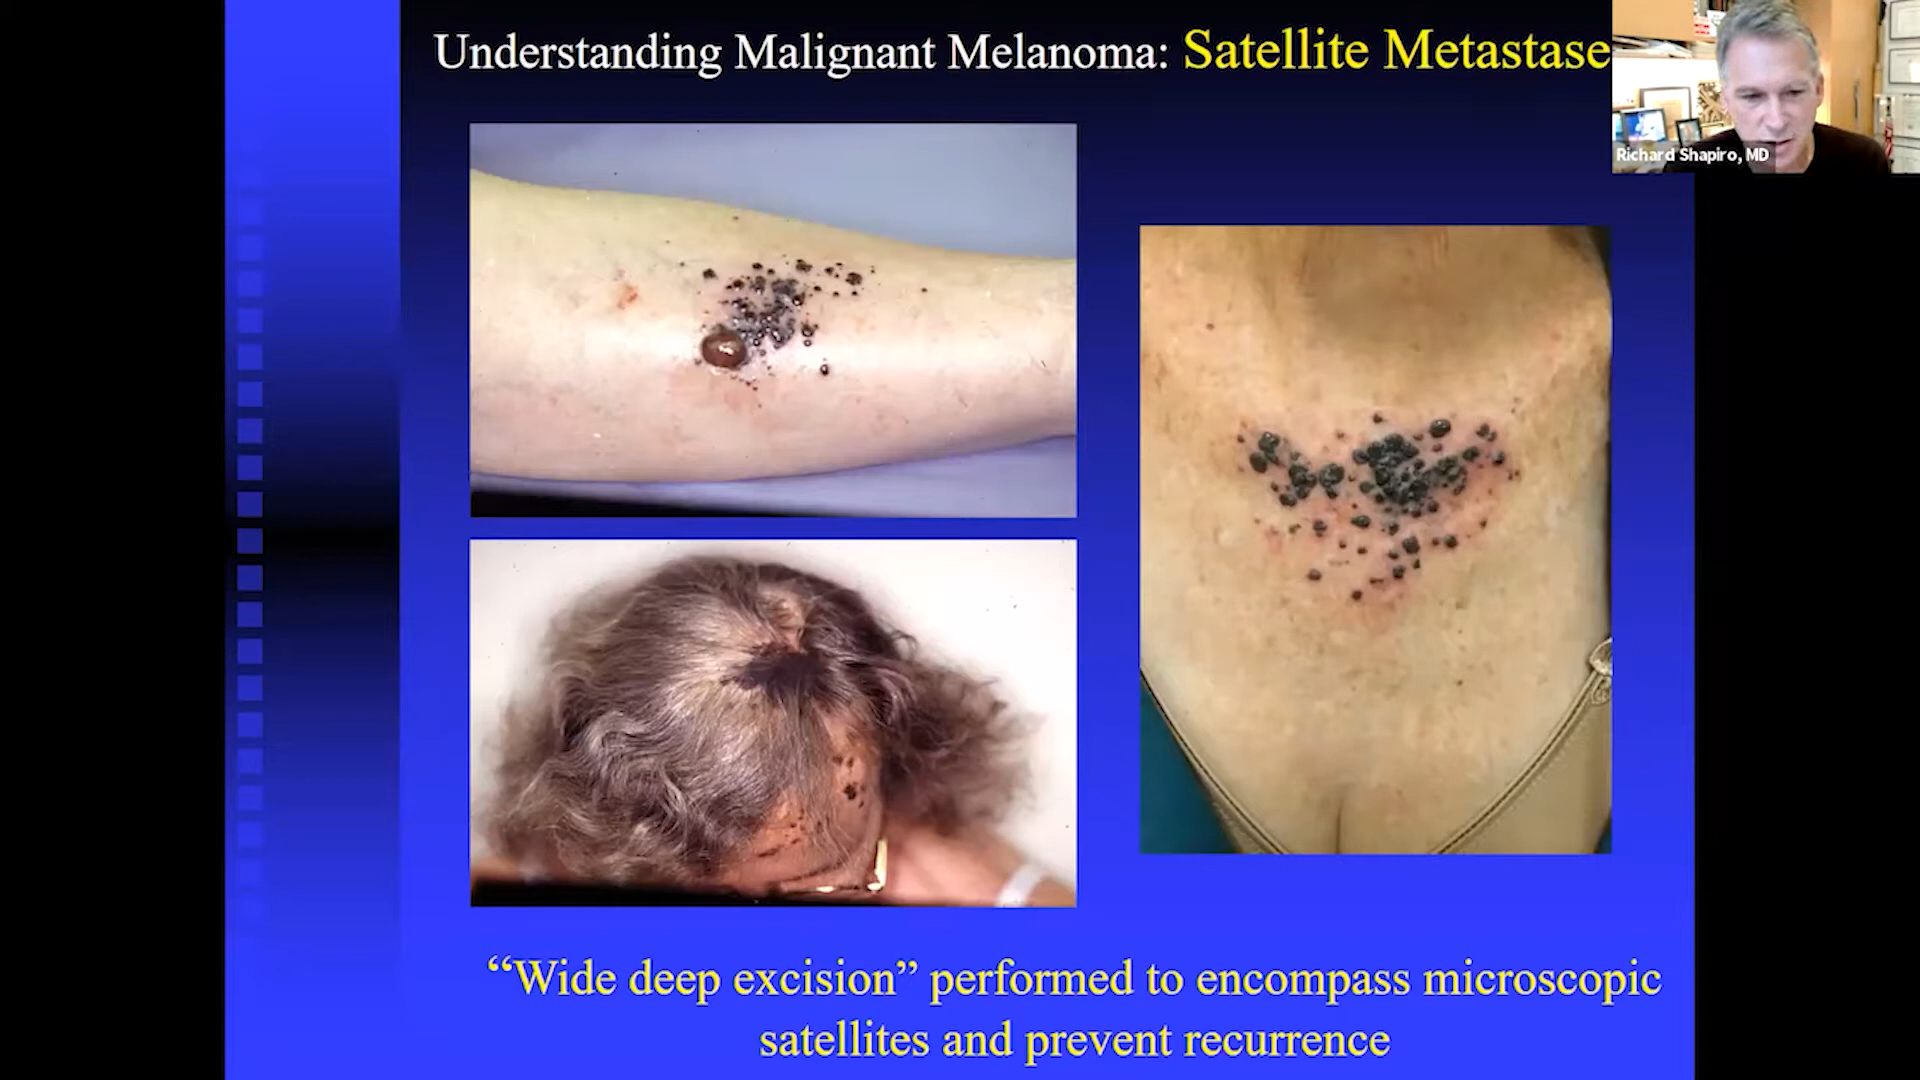 Understanding Malignant Melanoma: Satellite Metastase
Richard Shapiro, MD
“Wide deep excision” performed to encompass microscopic
satellites and prevent recurrence